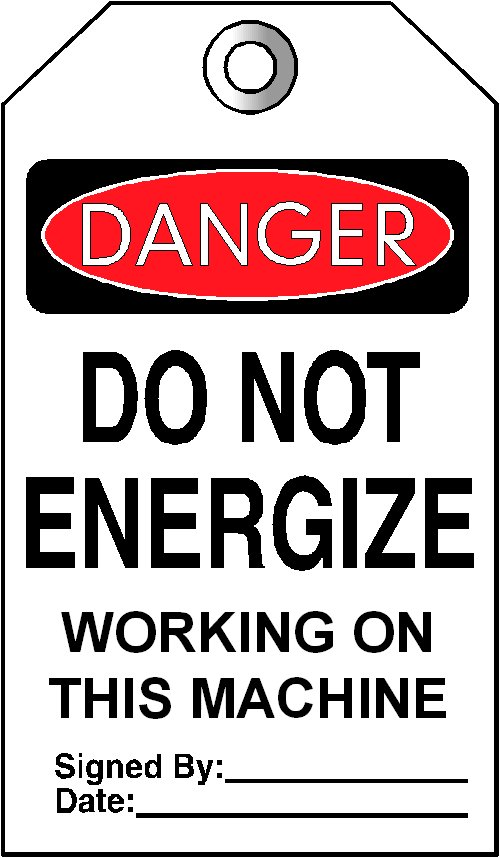 DANGER
DO NOT
ENERGIZE
WORKING ON
THIS MACHINE
Signed By:
Date: